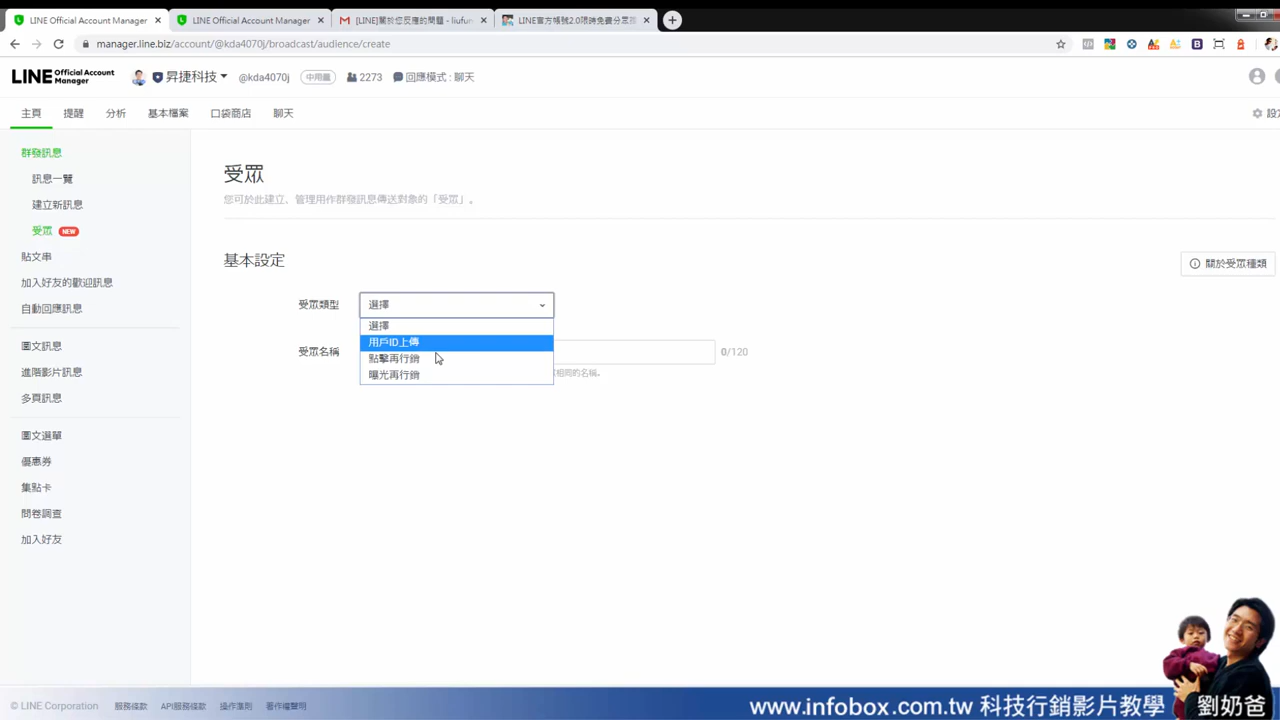 LINE Official Account Manager
LINE Official Account Manager
[LINE]關於您反應的問題 - liufun
LINE官方帳號2.0限時免費分眾
manager.line.biz/account/@kda4070j/broadcast/audience/create
LINE Official Account Manager
昇捷科技
@kda4070j
中用量
2273
回應模式 : 聊天
主頁
提醒
分析
基本檔案
口袋商店
聊天
設定
群發訊息
訊息一覽
建立新訊息
受眾 NEW
貼文串
加入好友的歡迎訊息
自動回應訊息
圖文訊息
進階影片訊息
多頁訊息
圖文選單
優惠券
集點卡
問卷調查
加入好友
受眾
您可於此建立、管理用作群發訊息傳送對象的「受眾」。
基本設定
關於受眾種類
受眾類型
選擇
選擇
用戶ID上傳
點擊再行銷
曝光再行銷
受眾名稱
0/120
相同的名稱。
© LINE Corporation
服務條款
API服務條款
操作準則
著作權聲明
www.infobox.com.tw 科技行銷影片教學
劉奶爸